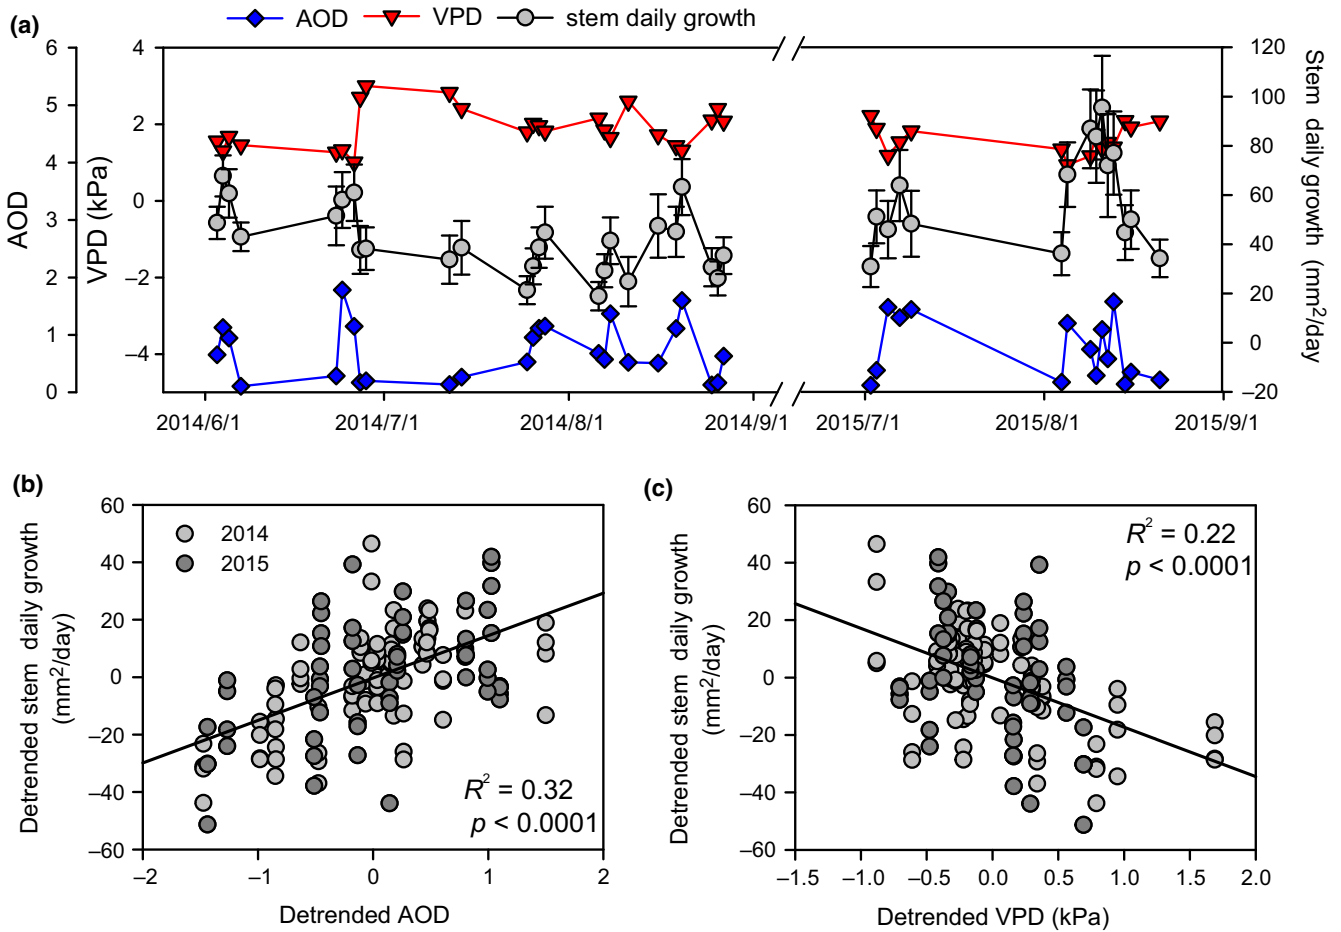 (a)
AOD VPD stem daily growth
AOD
6
5
4
3
2
1
0
VPD (kPa)
4
2
0
−2
−4
Stem daily growth (mm²/day)
120
100
80
60
40
20
0
−20
2014/6/1 2014/7/1 2014/8/1 2014/9/1 2015/7/1 2015/8/1 2015/9/1
(b)
Detrended stem daily growth
(mm²/day)
60
40
20
0
−20
−40
−60
2014
2015
R² = 0.32
p < 0.0001
−2 −1 0 1 2
Detrended AOD
(c)
Detrended stem daily growth
(mm²/day)
60
40
20
0
−20
−40
−60
R² = 0.22
p < 0.0001
−1.5 −1.0 −0.5 0.0 0.5 1.0 1.5 2.0
Detrended VPD (kPa)